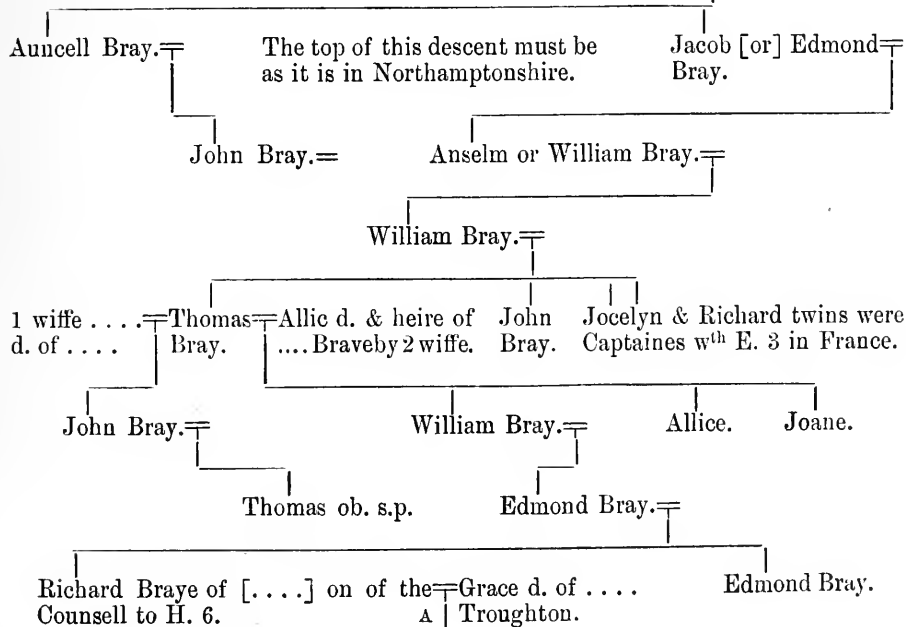 Auncell Bray.
The top of this descent must be
as it is in Northamptonshire.
Jacob [or] Edmond
Bray.
John Bray.=
Anselm or William Bray.
William Bray.
1 wiffe ....
d. of ....
Thomas
Bray.
Allic d. & heire of
....Braveby 2 wiffe.
John
Bray.
Jocelyn & Richard twins were
Captaines wth E. 3 in France.
John Bray.
William Bray.
Allice.
Joane.
Thomas ob. s.p.
Edmond Bray.
Richard Braye of [....] on of the
Counsell to H. 6.
A
Grace d. of ....
Troughton.
Edmond Bray.